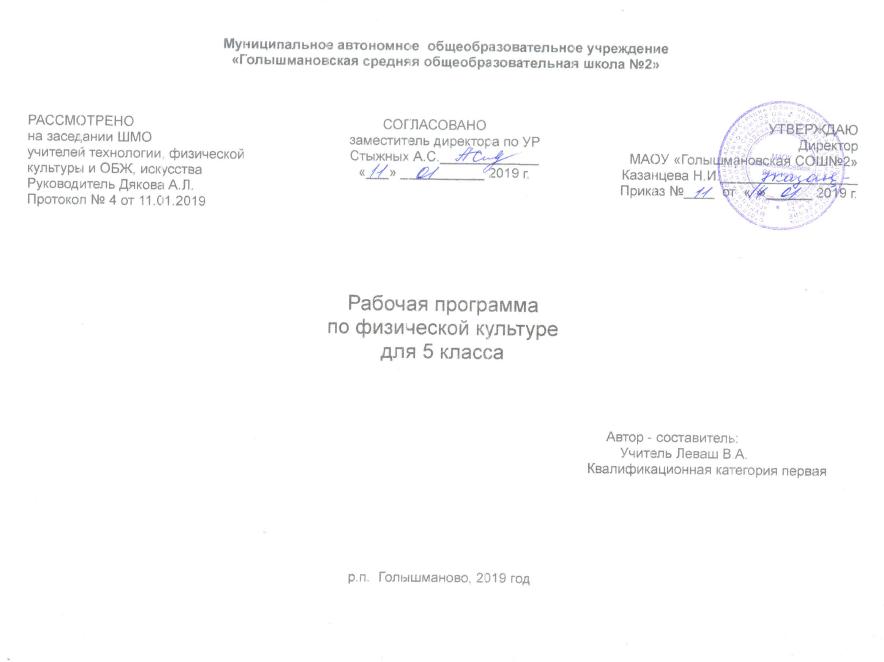 Муниципальное автономное общеобразовательное учреждение
«Голышмановская средняя общеобразовательная школа №2»
РАССМОТРЕНО
на заседании ШМО
учителей технологии, физической
культуры и ОБЖ, искусства
Руководитель Дякова А.Л.
Протокол № 4 от 11.01.2019
СОГЛАСОВАНО
заместитель директора по УР
Стыжных А.С.
«11» 01 2019 г.
УТВЕРЖДАЮ
Директор
МАОУ «Голышмановская СОШ№2»
Казанцева Н.И.
Приказ № 11 от «14» 01 2019 г.
Рабочая программа
по физической культуре
для 5 класса
Автор - составитель:
Учитель Леваш В.А.
Квалификационная категория первая
р.п. Голышманово, 2019 год